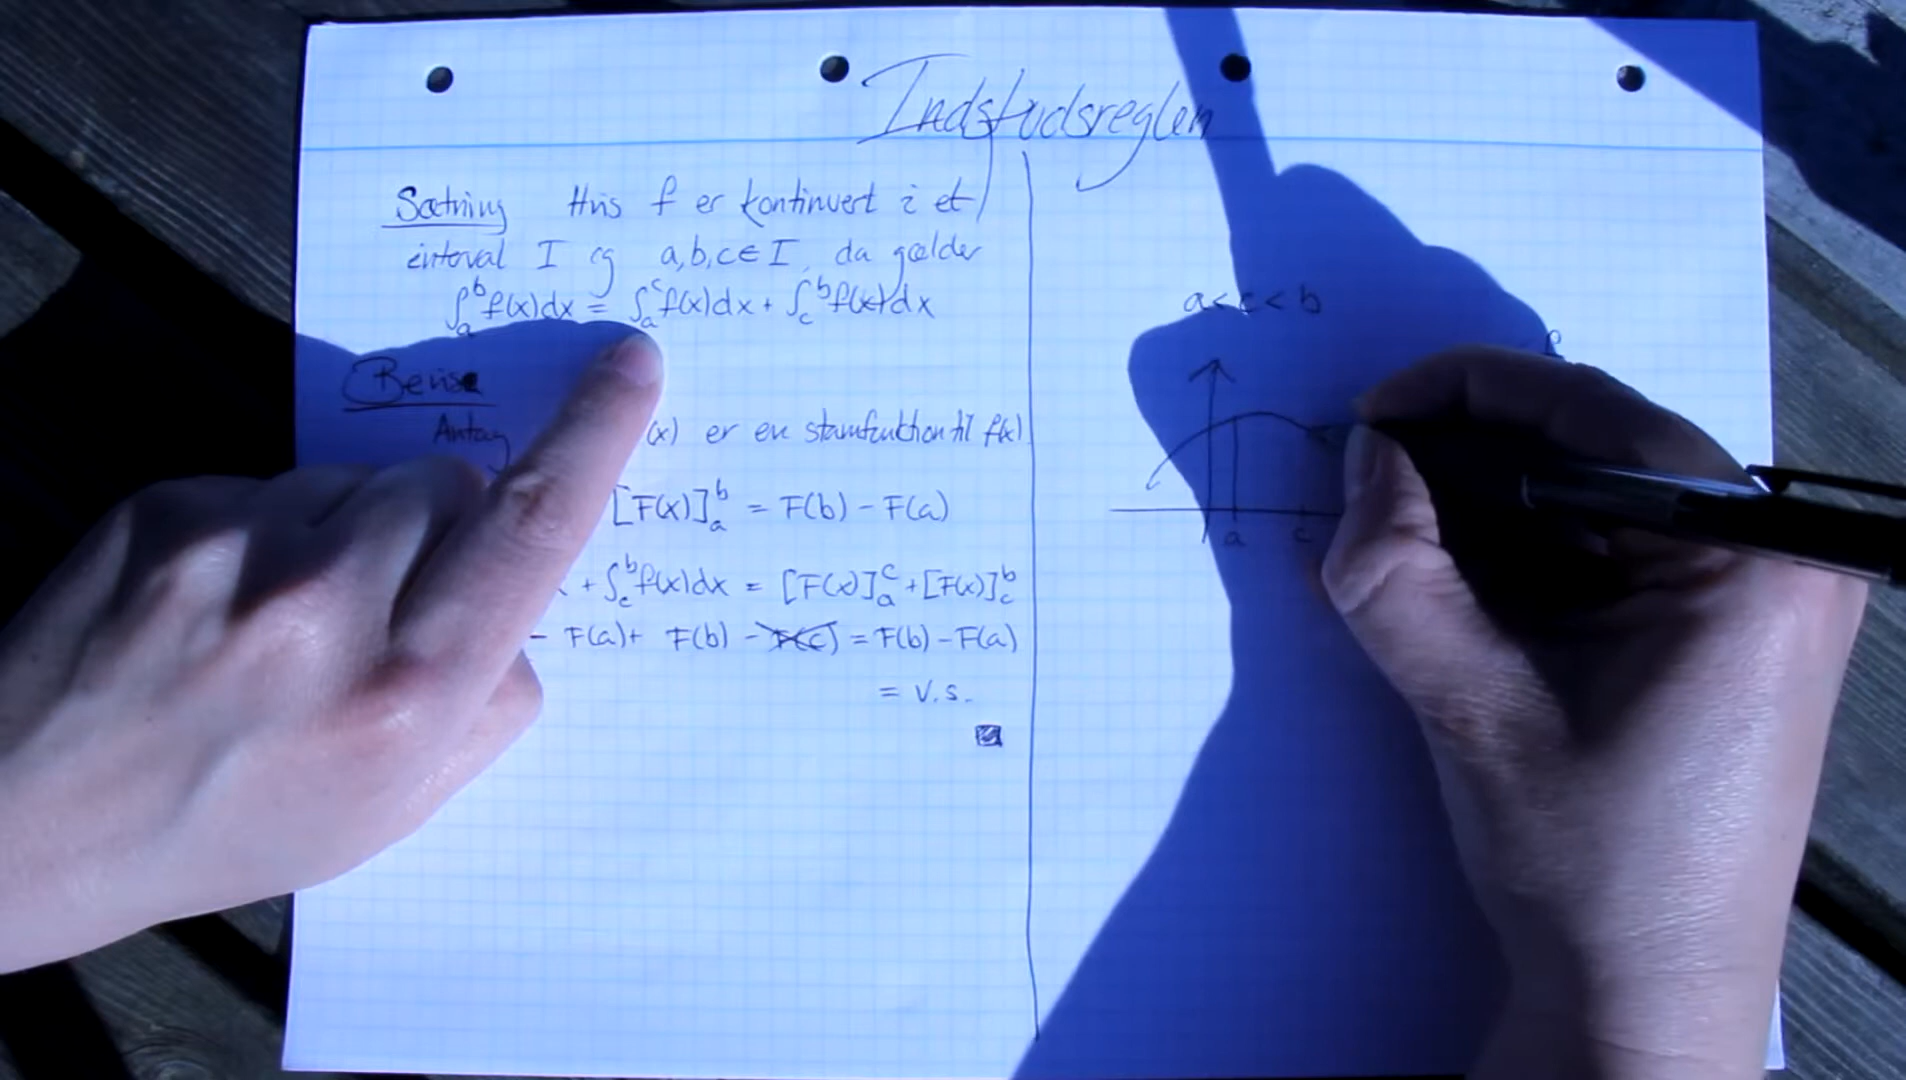 Indskudsreglen
Sætning Hvis f er kontinuert i et
interval I og a,b,c∈I, da gælder
∫_a^b f(x)dx = ∫_a^c f(x)dx + ∫_c^b f(x)dx
Bevis
Antag (x) er en stamfunktion til f(x)
[F(x)]_a^b = F(b) - F(a)
+ ∫_c^b f(x)dx = [F(x)]_a^c + [F(x)]_c^b
- F(a) + F(b) - F(c) = F(b) - F(a)
= V.S.
a < c < b
f
a c